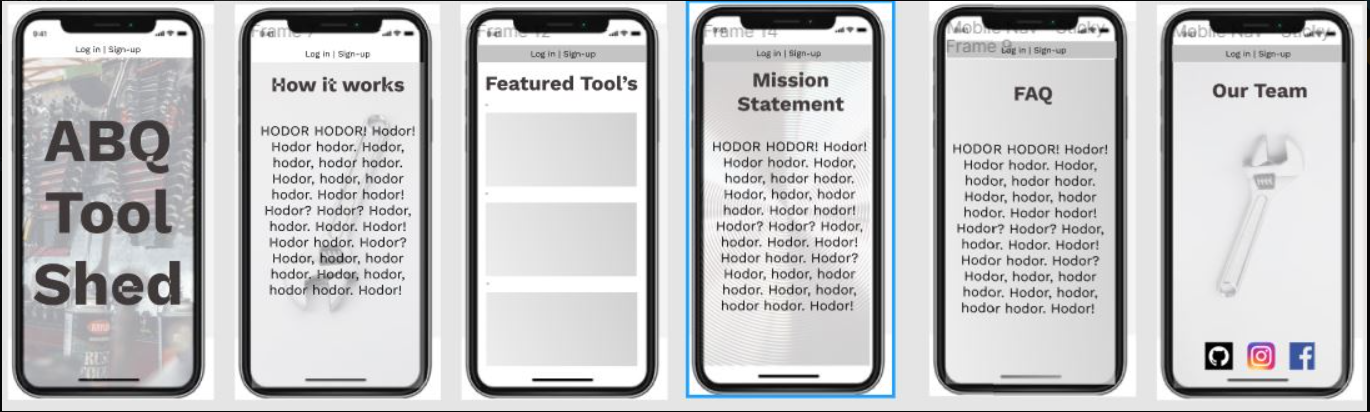 9:41
Log in | Sign-up
ABQ
Tool
Shed
Frame 7
Log in | Sign-up
How it works
HODOR HODOR! Hodor!
Hodor hodor. Hodor,
hodor, hodor hodor.
Hodor, hodor, hodor
hodor. Hodor hodor!
Hodor? Hodor? Hodor,
hodor. Hodor. Hodor!
Hodor hodor. Hodor?
Hodor, hodor, hodor
hodor. Hodor, hodor,
hodor hodor. Hodor!
Frame 12
9:41
Log in | Sign-up
Featured Tool's
Frame 14
Log in | Sign-up
Mission
Statement
HODOR HODOR! Hodor!
Hodor hodor. Hodor,
hodor, hodor hodor.
Hodor, hodor, hodor
hodor. Hodor hodor!
Hodor? Hodor? Hodor,
hodor. Hodor. Hodor!
Hodor hodor. Hodor?
Hodor, hodor, hodor
hodor. Hodor, hodor,
hodor hodor. Hodor!
Mobile Nav - Sticky
Frame 9
Log in | Sign-up
FAQ
HODOR HODOR! Hodor!
Hodor hodor. Hodor,
hodor, hodor hodor.
Hodor, hodor, hodor
hodor. Hodor hodor!
Hodor? Hodor? Hodor,
hodor. Hodor. Hodor!
Hodor hodor. Hodor?
Hodor, hodor, hodor
hodor. Hodor, hodor,
hodor hodor. Hodor!
Mobile Nav - Sticky
Log in | Sign-up
Our Team